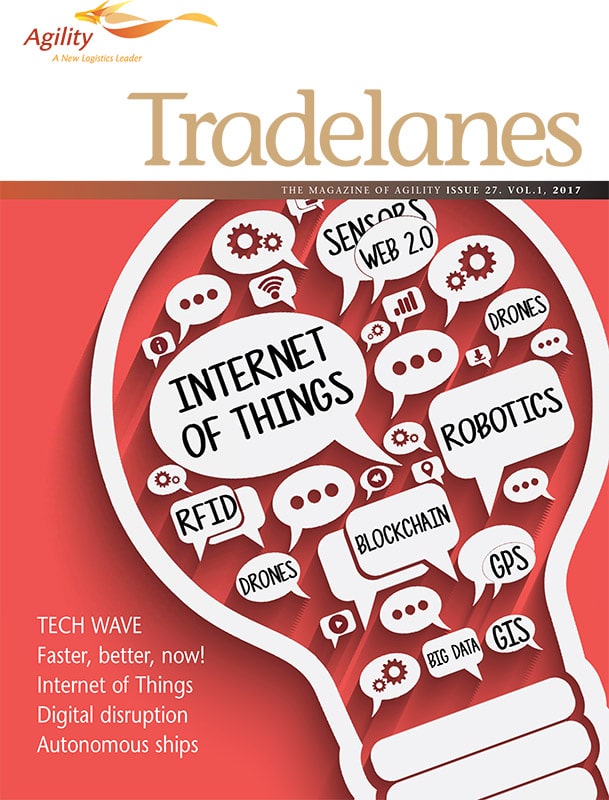 Agility
A New Logistics Leader
Tradelanes
THE MAGAZINE OF AGILITY ISSUE 27. VOL.1, 2017
SENSORS
WEB 2.0
DRONES
INTERNET
OF THINGS
ROBOTICS
RFID
BLOCKCHAIN
DRONES
GPS
GIS
BIG DATA
TECH WAVE
Faster, better, now!
Internet of Things
Digital disruption
Autonomous ships